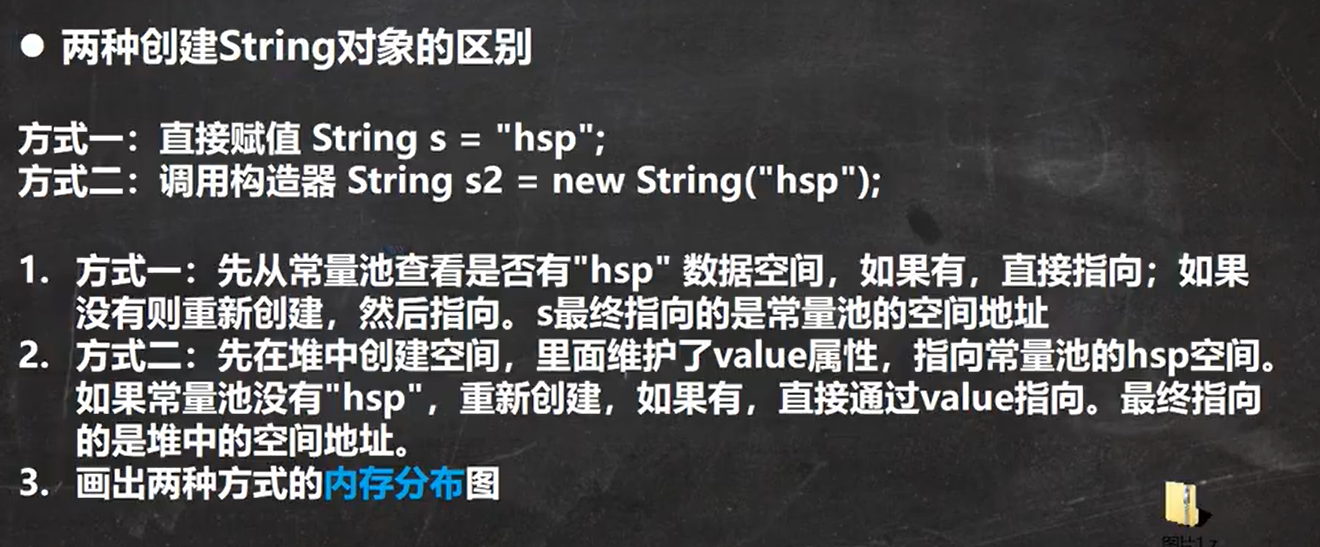 ● 两种创建String对象的区别
方式一：直接赋值 String s = "hsp";
方式二：调用构造器 String s2 = new String("hsp");
1. 方式一：先从常量池查看是否有"hsp" 数据空间，如果有，直接指向；如果
没有则重新创建，然后指向。s最终指向的是常量池的空间地址
2. 方式二：先在堆中创建空间，里面维护了value属性，指向常量池的hsp空间。
如果常量池没有"hsp"，重新创建，如果有，直接通过value指向。最终指向
的是堆中的空间地址。
3. 画出两种方式的内存分布图